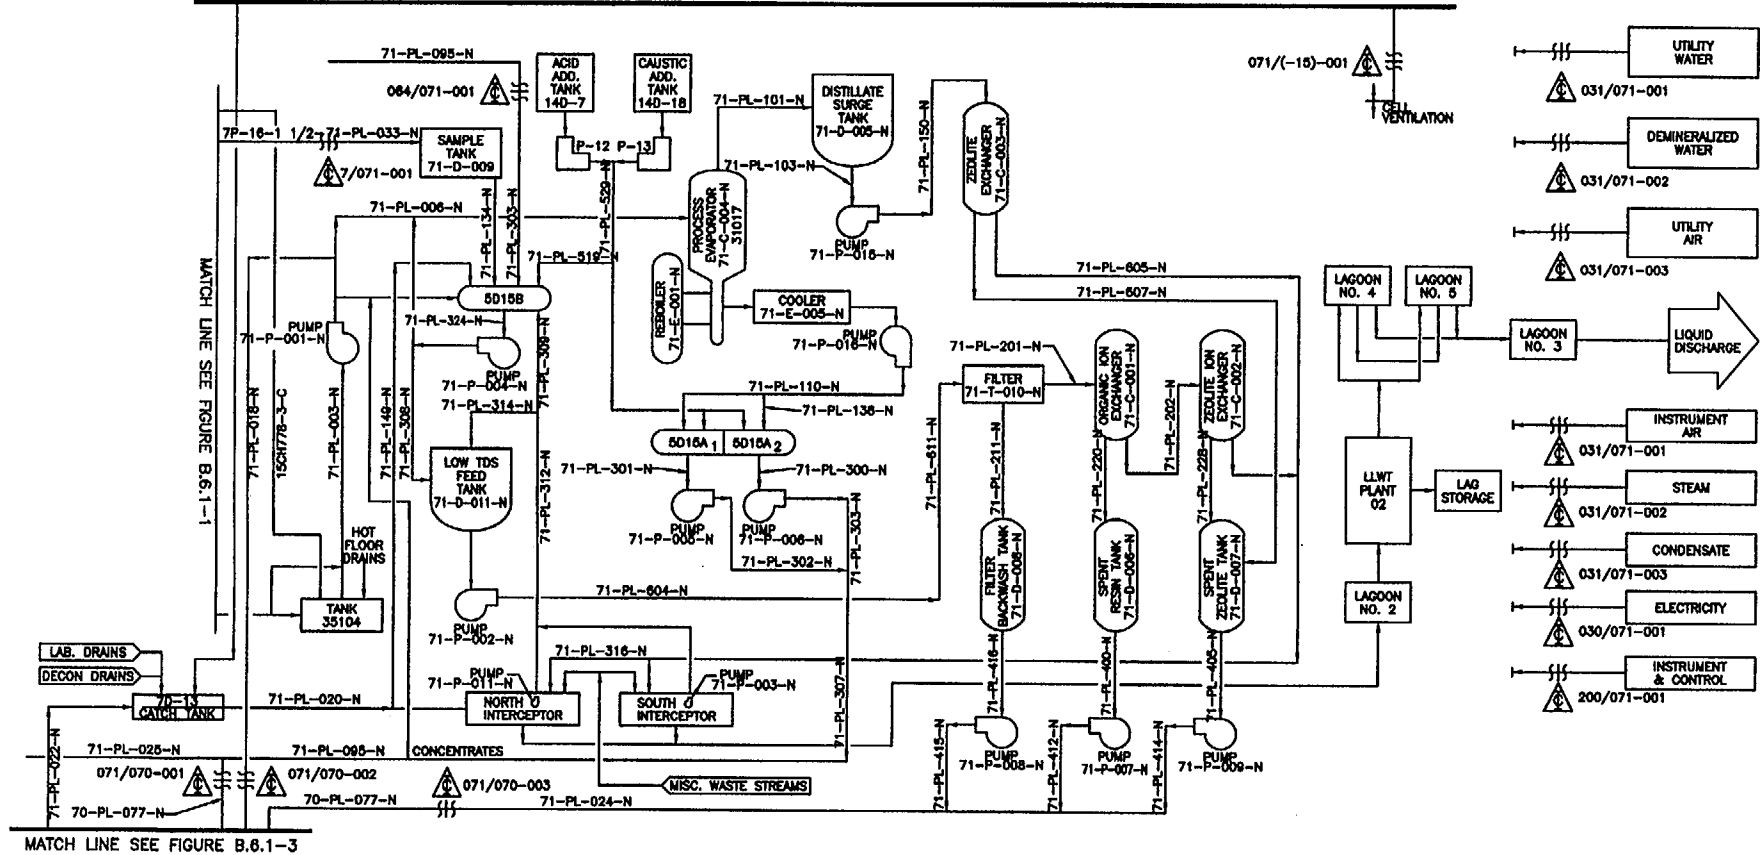 71-PL-095-N
064/071-001
ACID
ADD.
TANK
14D-7
CAUSTIC
ADD.
TANK
14D-18
71-PL-101-N
DISTILLATE
SURGE
TANK
71-D-005-N
71-PL-150-N
ZEOLITE
EXCHANGER
71-C-003-N
071/(-15)-001
CELL
VENTILATION
UTILITY
WATER
031/071-001
DEMINERALIZED
WATER
031/071-002
UTILITY
AIR
031/071-003
7P-16-1 1/2-71-PL-033-N
7/071-001
SAMPLE
TANK
71-D-009
P-12
P-13
71-PL-529-N
71-PL-103-N
PUMP
71-P-015-N
71-PL-006-N
71-PL-134-N
71-PL-303-N
71-PL-519-N
PROCESS
EVAPORATOR
71-C-004-N
31017
REBOILER
71-E-001-N
COOLER
71-E-005-N
PUMP
71-P-016-N
71-PL-605-N
71-PL-607-N
MATCH LINE SEE FIGURE B.6.1-1
5D15B
71-PL-324-N
PUMP
71-P-001-N
PUMP
71-P-004-N
71-PL-309-N
71-PL-314-N
71-PL-018-N
15CH778-3-C
71-PL-003-N
71-PL-149-N
71-PL-306-N
LOW TDS
FEED
TANK
71-D-011-N
71-PL-312-N
71-PL-110-N
71-PL-136-N
5D15A 1
5D15A 2
71-PL-301-N
71-PL-300-N
PUMP
71-P-005-N
PUMP
71-P-006-N
71-PL-302-N
71-PL-303-N
71-PL-201-N
FILTER
71-T-010-N
71-PL-611-N
71-PL-211-N
ORGANIC ION
EXCHANGER
71-C-001-N
71-PL-202-N
ZEOLITE ION
EXCHANGER
71-C-002-N
71-PL-220-N
71-PL-228-N
LAGOON
NO. 4
LAGOON
NO. 5
LAGOON
NO. 3
LIQUID
DISCHARGE
LLWT
PLANT
02
LAG
STORAGE
LAGOON
NO. 2
INSTRUMENT
AIR
031/071-001
STEAM
031/071-002
CONDENSATE
031/071-003
ELECTRICITY
030/071-001
INSTRUMENT
& CONTROL
200/071-001
HOT
FLOOR
DRAINS
TANK
35104
PUMP
71-P-002-N
71-PL-604-N
FILTER
BACKWASH TANK
71-D-008-N
SPENT
RESIN TANK
71-D-006-N
SPENT
ZEOLITE TANK
71-D-007-N
LAB. DRAINS
DECON DRAINS
7D-13
CATCH TANK
71-PL-020-N
71-PL-316-N
PUMP
71-P-011-N
NORTH
INTERCEPTOR
PUMP
71-P-003-N
SOUTH
INTERCEPTOR
71-PL-307-N
71-PL-416-N
71-PL-400-N
71-PL-405-N
PUMP
71-P-008-N
PUMP
71-P-007-N
PUMP
71-P-009-N
71-PL-415-N
71-PL-412-N
71-PL-414-N
71-PL-022-N
71-PL-025-N
71-PL-095-N
CONCENTRATES
071/070-001
071/070-002
071/070-003
MISC. WASTE STREAMS
70-PL-077-N
70-PL-077-N
71-PL-024-N
MATCH LINE SEE FIGURE B.6.1-3